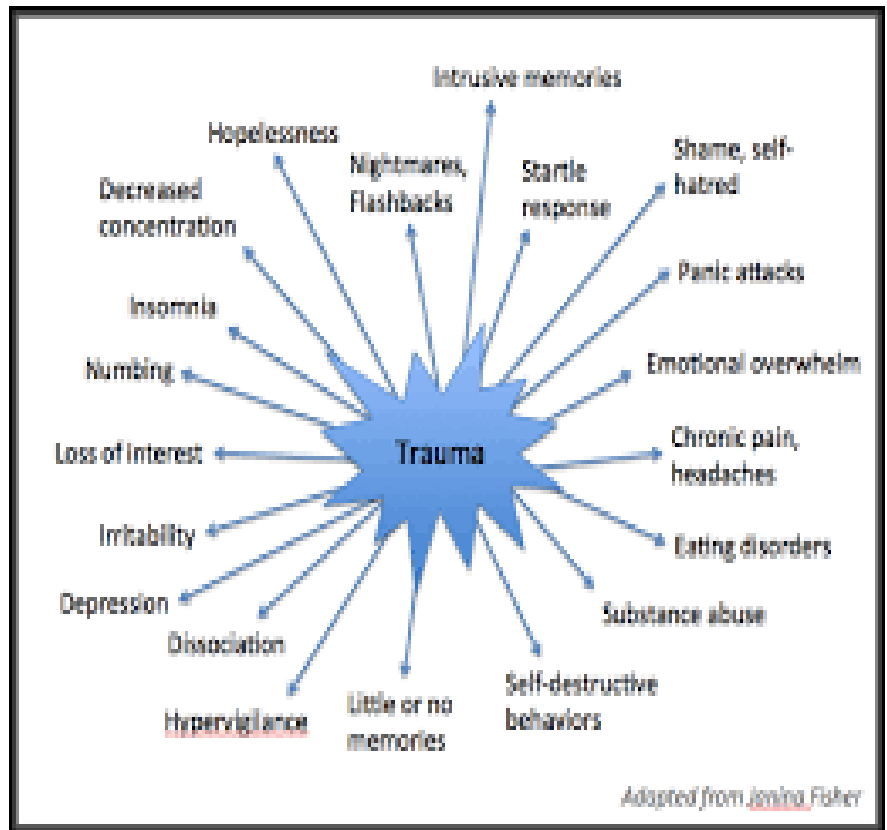 Intrusive memories
Hopelessness
Nightmares,
Flashbacks
Startle
response
Shame, self-
hatred
Decreased
concentration
Panic attacks
Insomnia
Numbing
Emotional overwhelm
Trauma
Loss of interest
Chronic pain,
headaches
Irritability
Eating disorders
Depression
Substance abuse
Dissociation
Self-destructive
behaviors
Hypervigilance
Little or no
memories
Adapted from Janina Fisher